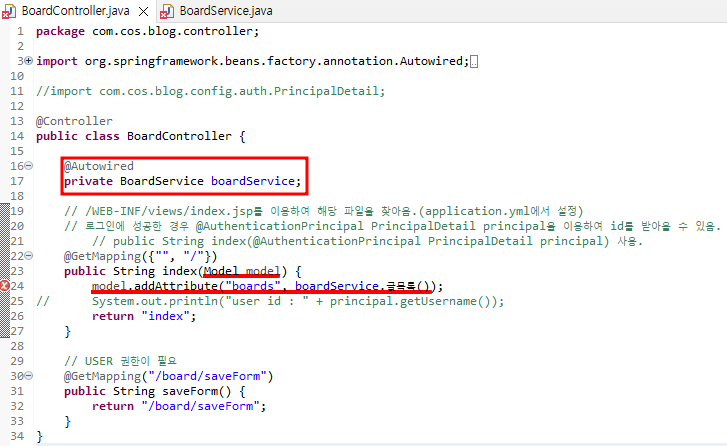 BoardController.java BoardService.java
1 package com.cos.blog.controller;
2
3 import org.springframework.beans.factory.annotation.Autowired;
10
11 //import com.cos.blog.config.auth.PrincipalDetail;
12
13 @Controller
14 public class BoardController {
15
16 @Autowired
17 private BoardService boardService;
18
19 // /WEB-INF/views/index.jsp를 이용하여 해당 파일을 찾아옴.(application.yml에서 설정)
20 // 로그인에 성공한 경우 @AuthenticationPrincipal PrincipalDetail principal을 이용하여 id를 받아올 수 있음.
21 // public String index(@AuthenticationPrincipal PrincipalDetail principal) 사용.
22 @GetMapping({"", "/"})
23 public String index(Model model) {
24 model.addAttribute("boards", boardService.글목록());
25 // System.out.println("user id : " + principal.getUsername());
26 return "index";
27 }
28
29 // USER 권한이 필요
30 @GetMapping("/board/saveForm")
31 public String saveForm() {
32 return "/board/saveForm";
33 }
34 }